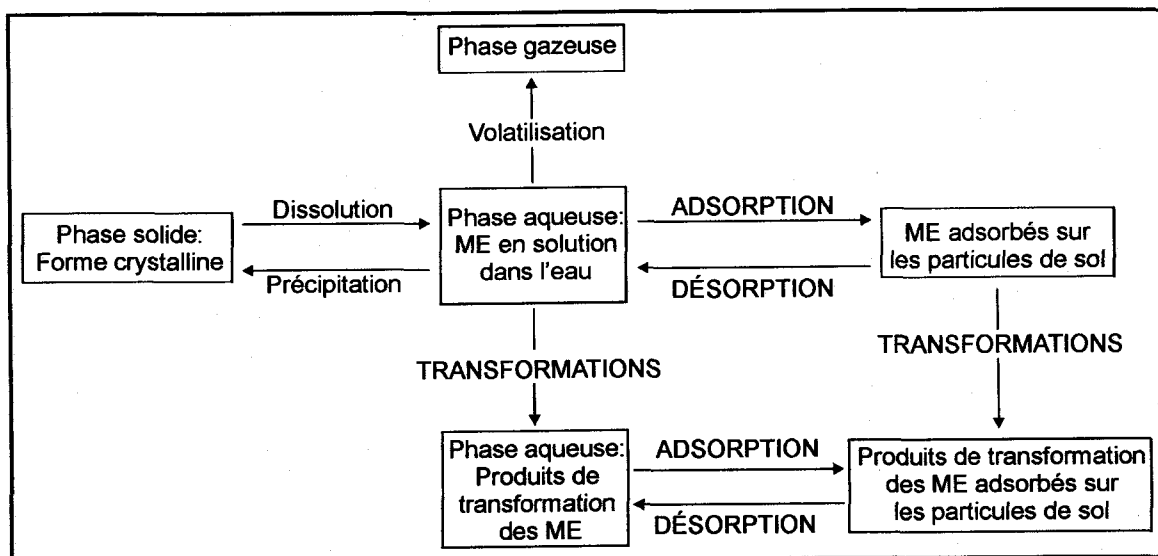 Phase gazeuse
Volatilisation
Dissolution
ADSORPTION
Phase solide:
Forme crystalline
Phase aqueuse:
ME en solution
dans l'eau
ME adsorbés sur
les particules de sol
Précipitation
DÉSORPTION
TRANSFORMATIONS
TRANSFORMATIONS
Phase aqueuse:
Produits de
transformation
des ME
ADSORPTION
DÉSORPTION
Produits de transformation
des ME adsorbés sur
les particules de sol